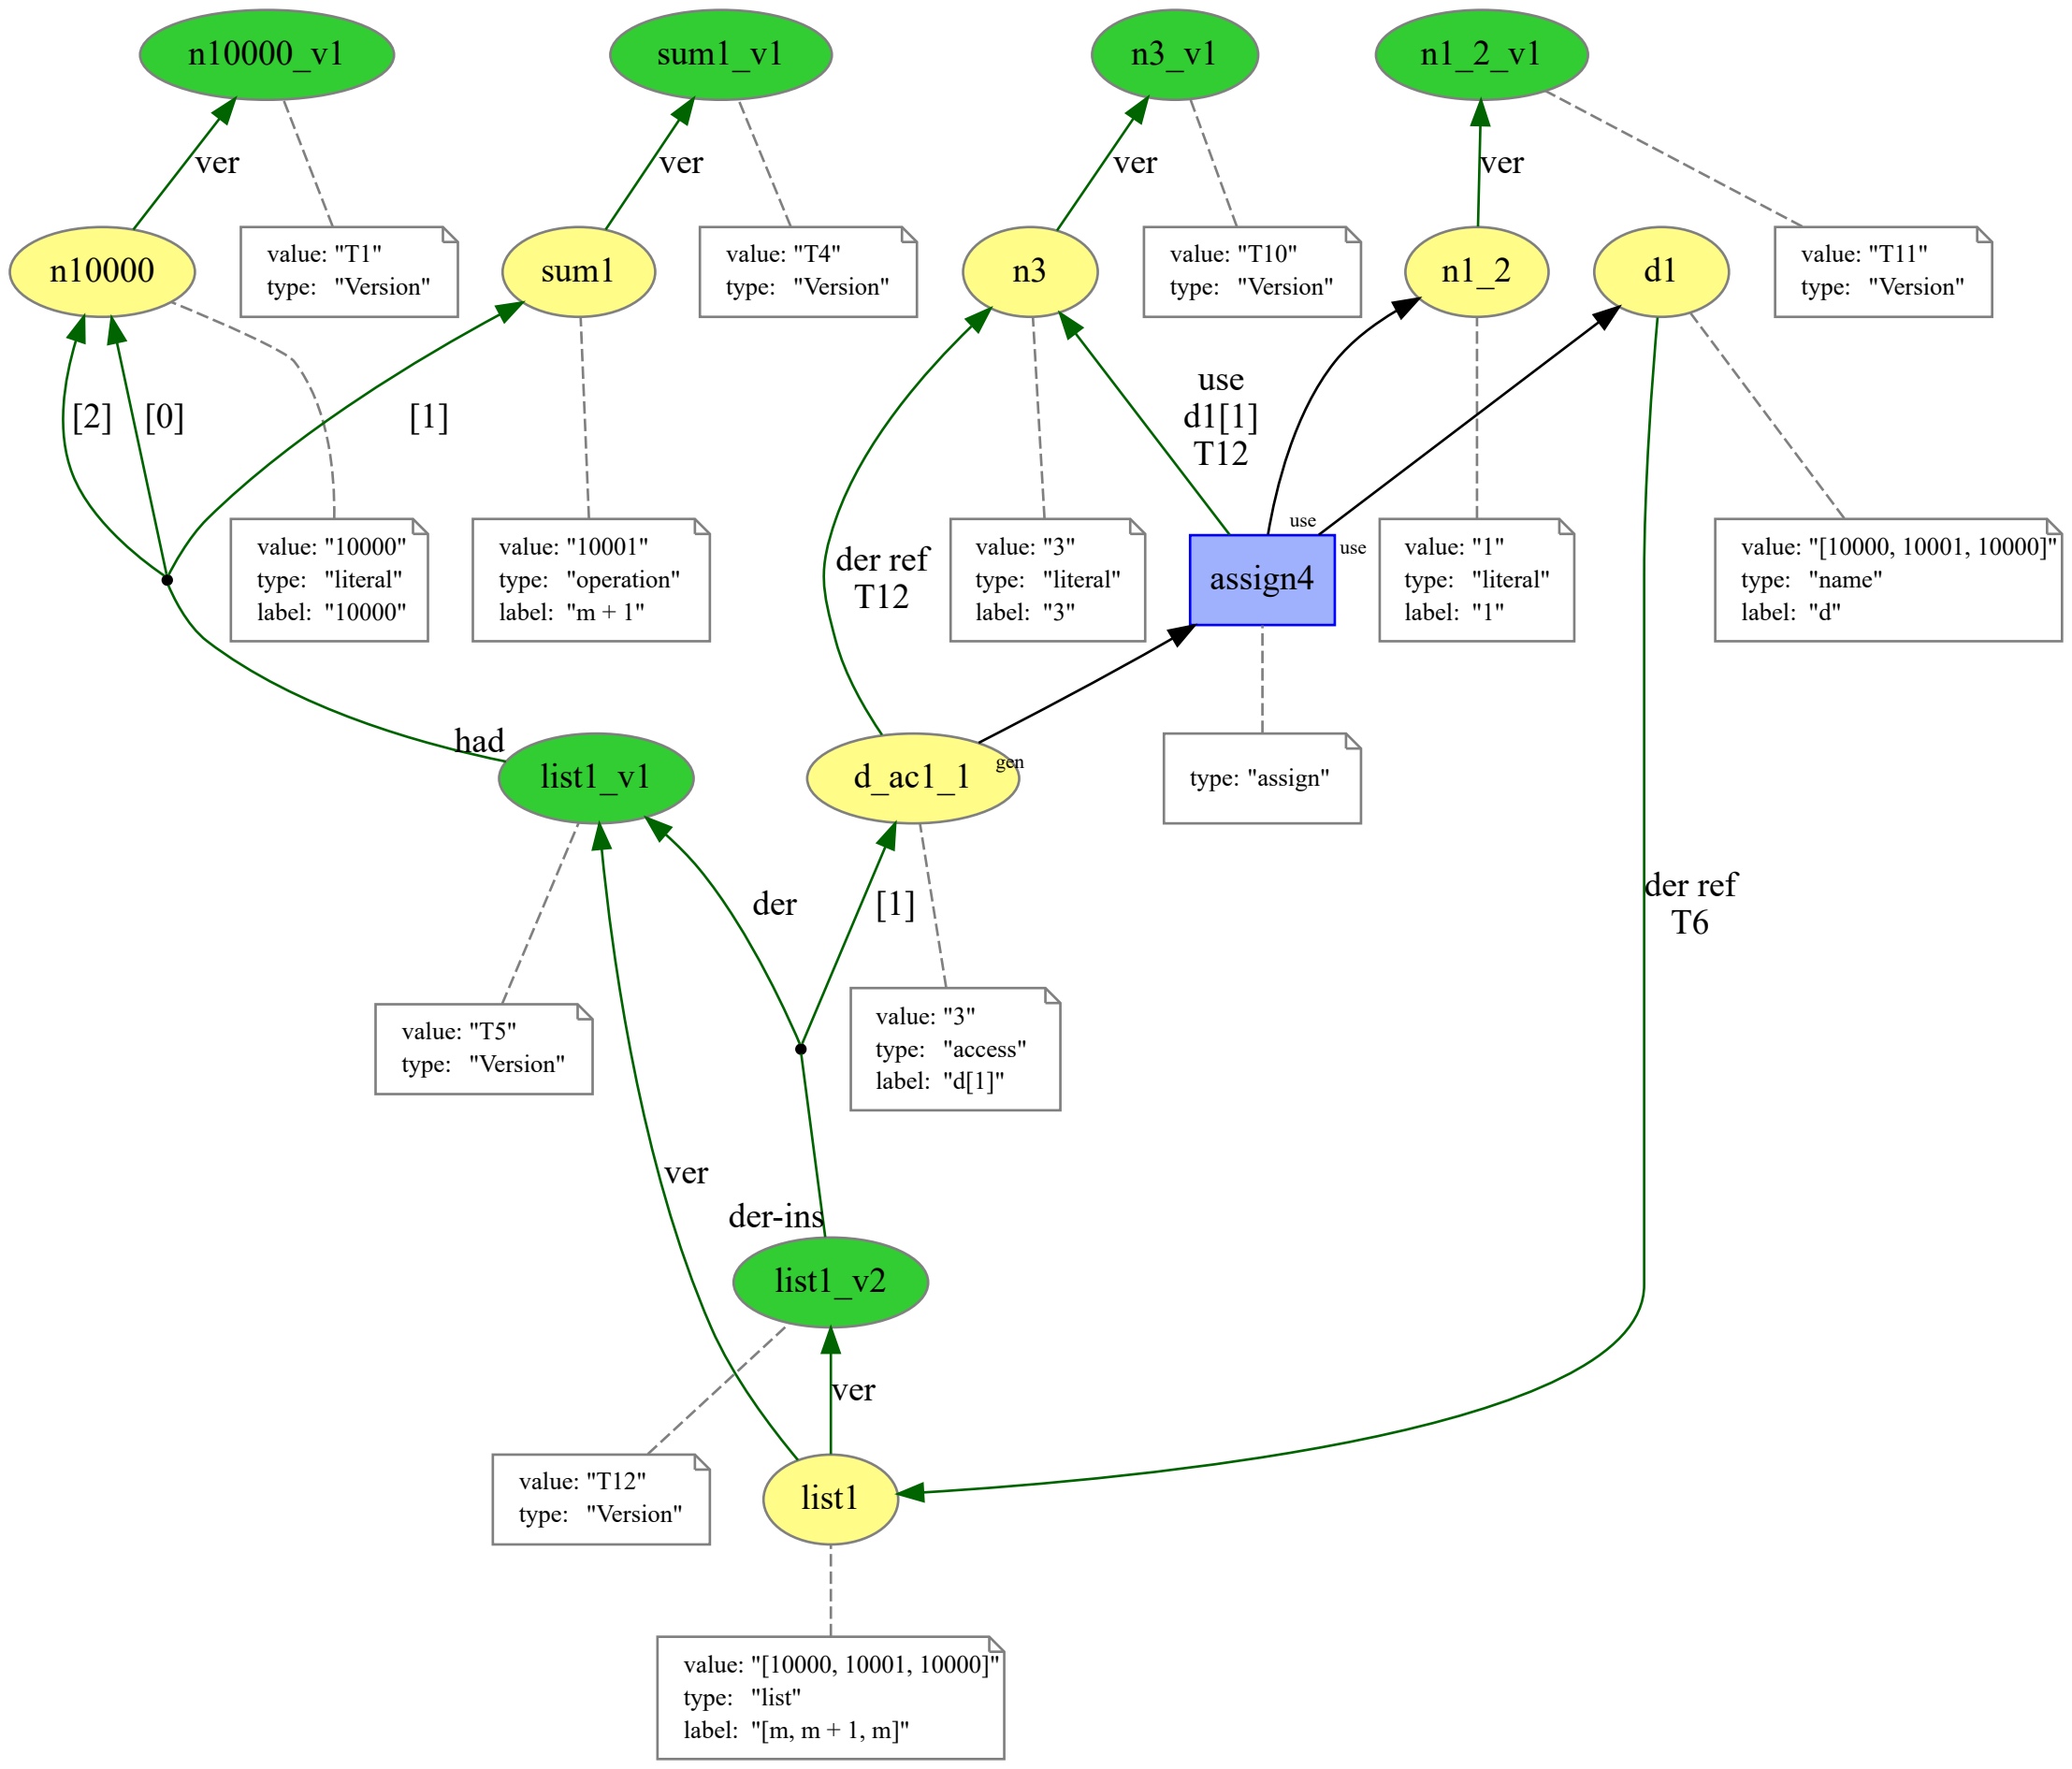 n10000_v1
sum1_v1
n3_v1
n1_2_v1
ver
ver
ver
ver
n10000
value: "T1"
type: "Version"
sum1
value: "T4"
type: "Version"
n3
value: "T10"
type: "Version"
n1_2
d1
value: "T11"
type: "Version"
[2]
[0]
[1]
use
d1[1]
T12
value: "10000"
type: "literal"
label: "10000"
value: "10001"
type: "operation"
label: "m + 1"
der ref
T12
value: "3"
type: "literal"
label: "3"
use
use
assign4
value: "1"
type: "literal"
label: "1"
value: "[10000, 10001, 10000]"
type: "name"
label: "d"
had
list1_v1
d_ac1_1
gen
type: "assign"
der
[1]
der ref
T6
value: "T5"
type: "Version"
value: "3"
type: "access"
label: "d[1]"
ver
der-ins
list1_v2
ver
value: "T12"
type: "Version"
list1
value: "[10000, 10001, 10000]"
type: "list"
label: "[m, m + 1, m]"